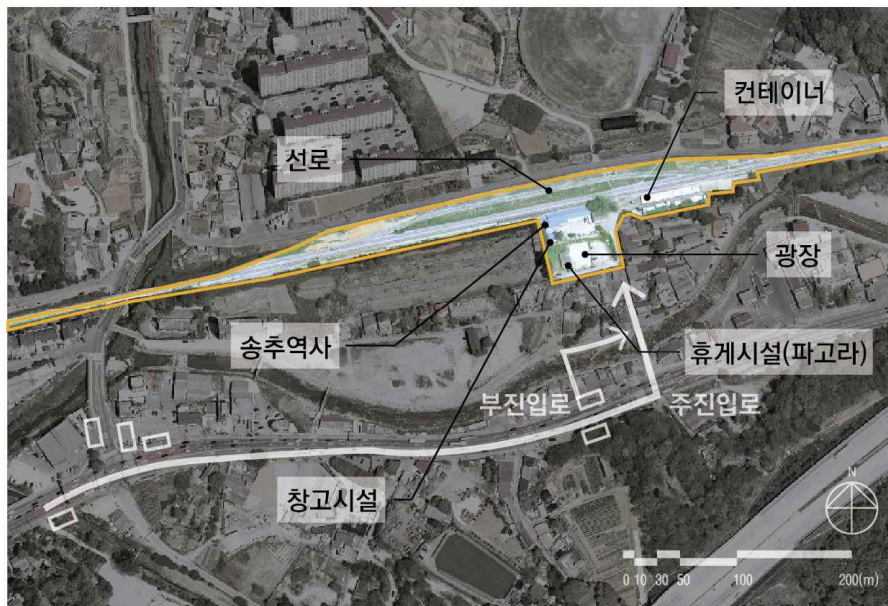 컨테이너
선로
광장
송추역사
휴게시설(파고라)
부진입로
주진입로
창고시설
N
0 10 30 50 100 200(m)